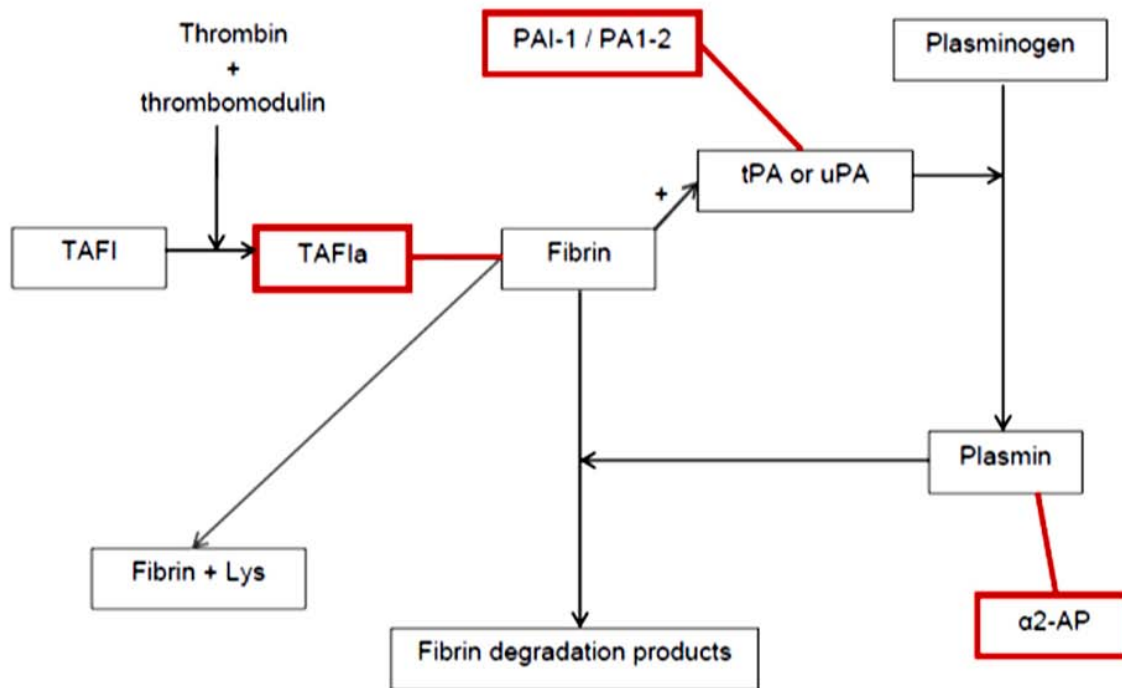 Thrombin
+
thrombomodulin
PAI-1 / PA1-2
Plasminogen
tPA or uPA
+
TAFI
TAFIa
Fibrin
Plasmin
Fibrin + Lys
α2-AP
Fibrin degradation products